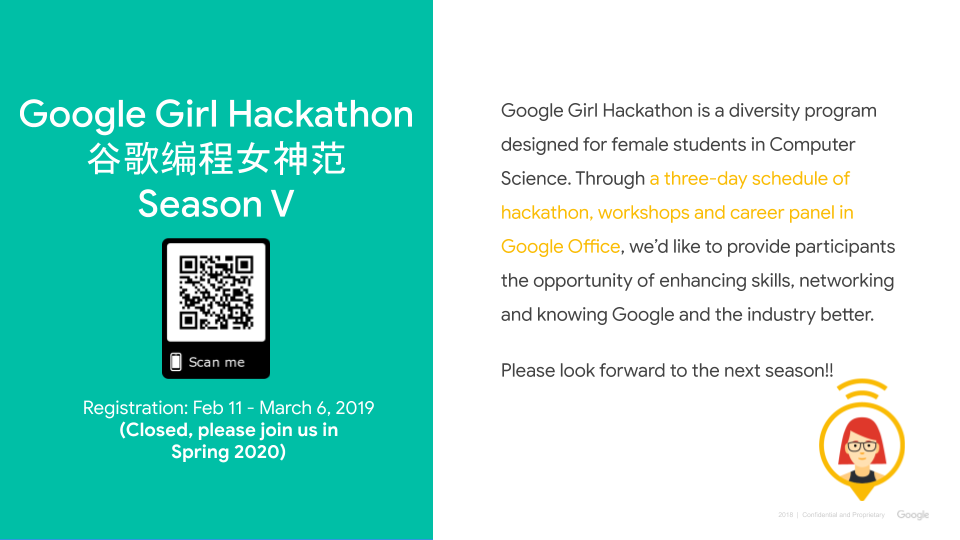 Google Girl Hackathon
谷歌编程女神范
Season V
Scan me
Registration: Feb 11 - March 6, 2019
(Closed, please join us in
Spring 2020)
Google Girl Hackathon is a diversity program
designed for female students in Computer
Science. Through a three-day schedule of
hackathon, workshops and career panel in
Google Office, we’d like to provide participants
the opportunity of enhancing skills, networking
and knowing Google and the industry better.
Please look forward to the next season!!
2018 | Confidential and Proprietary
Google